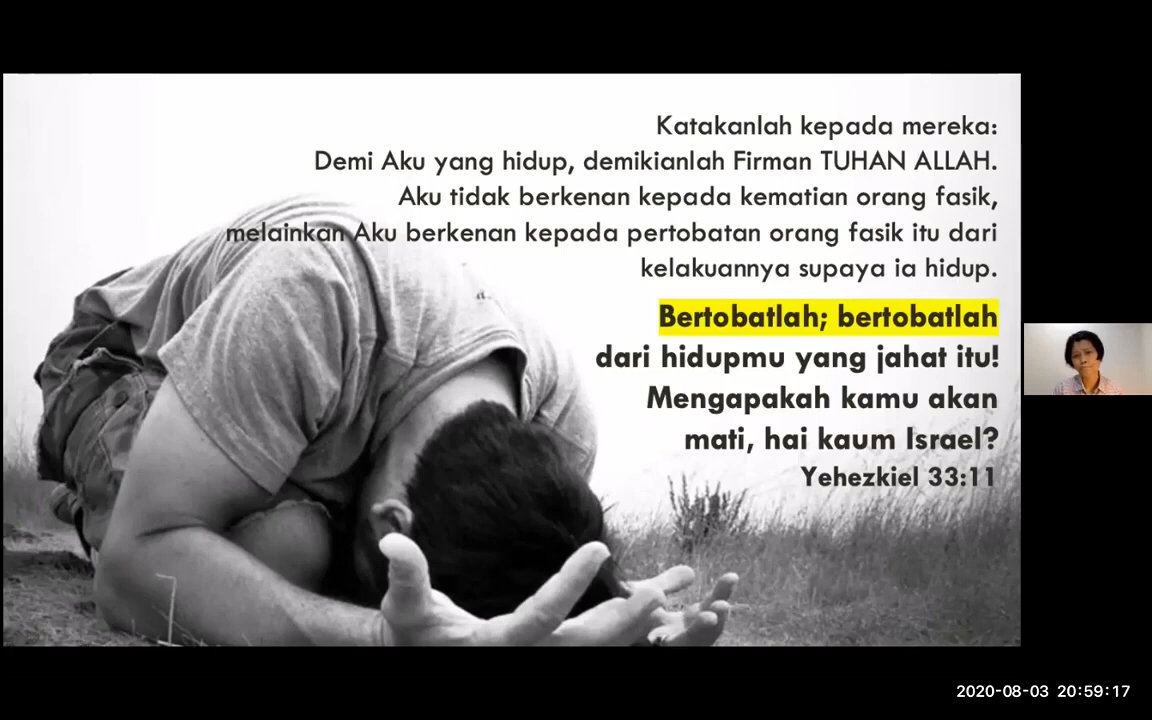 Katakanlah kepada mereka:
Demi Aku yang hidup, demikianlah Firman TUHAN ALLAH.
Aku tidak berkenan kepada kematian orang fasik,
melainkan Aku berkenan kepada pertobatan orang fasik itu dari
kelakuannya supaya ia hidup.
Bertobatlah; bertobatlah
dari hidupmu yang jahat itu!
Mengapakah kamu akan
mati, hai kaum Israel?
Yehezkiel 33:11
2020-08-03 20:59:17